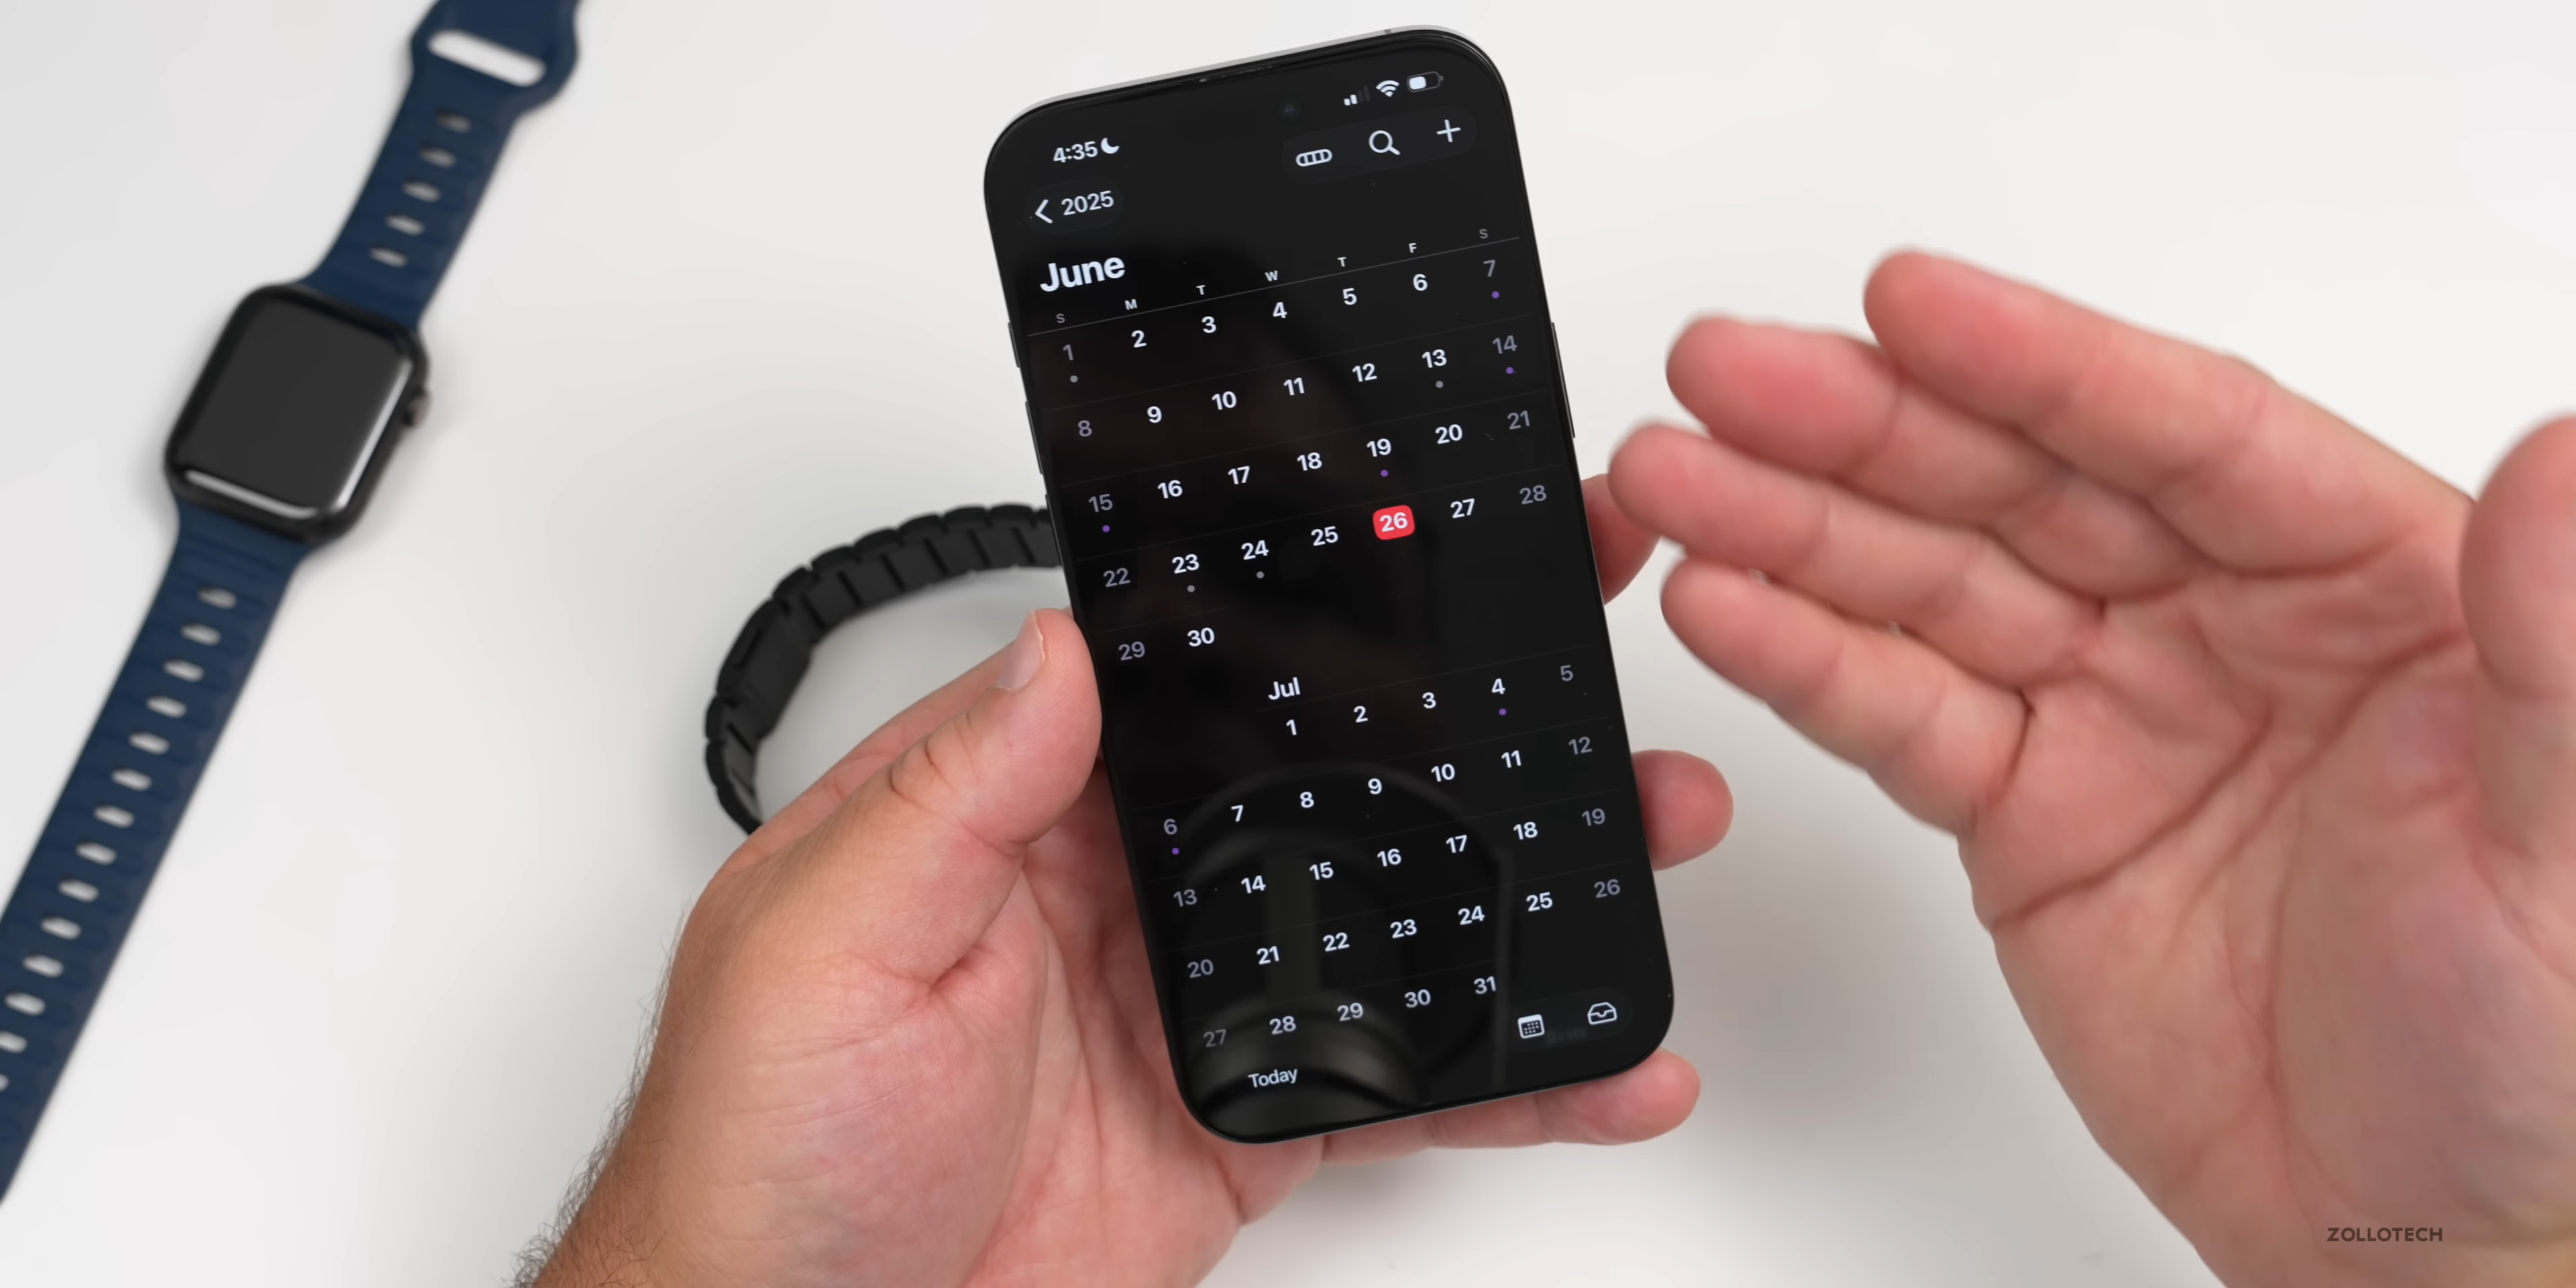 4:35
2025
June
S M T W T F S
1 2 3 4 5 6 7
8 9 10 11 12 13 14
15 16 17 18 19 20 21
22 23 24 25 26 27 28
29 30
Jul
1 2 3 4 5
6 7 8 9 10 11 12
13 14 15 16 17 18 19
20 21 22 23 24 25 26
27 28 29 30 31
Today
ZOLLOTECH